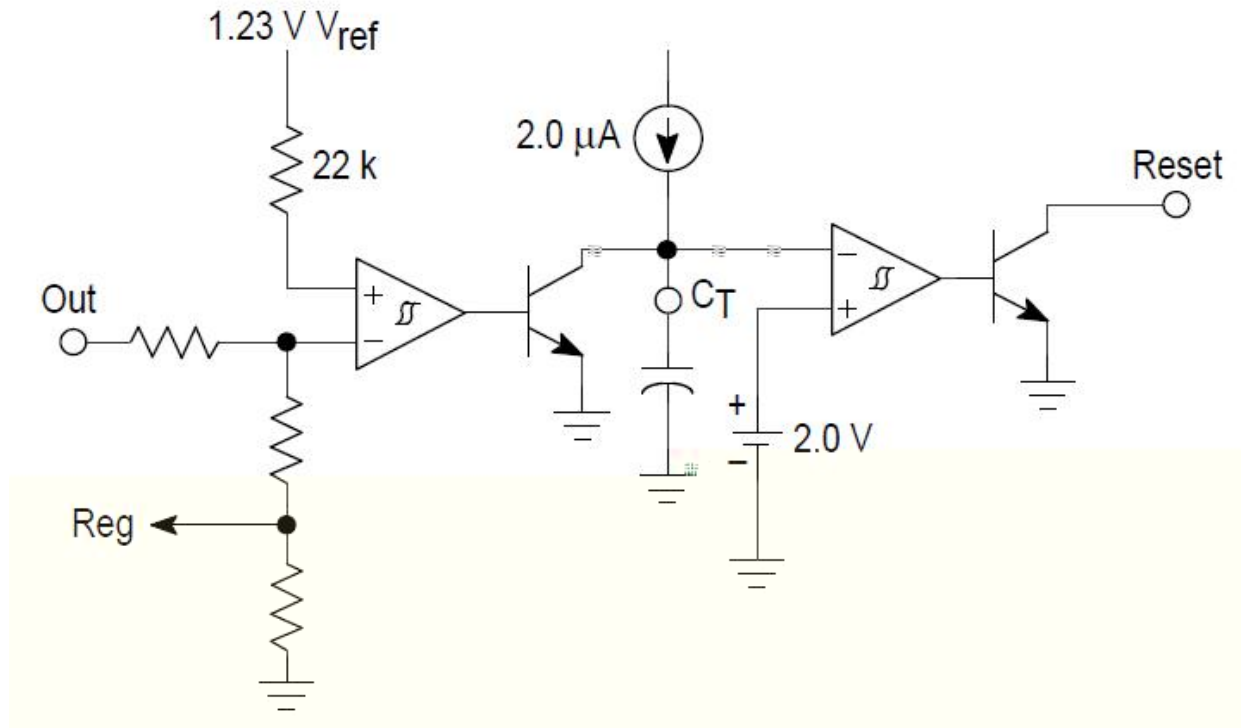 1.23 V Vref
22 k
2.0 µA
Reset
Out
+
−
CT
−
+
+
2.0 V
−
Reg